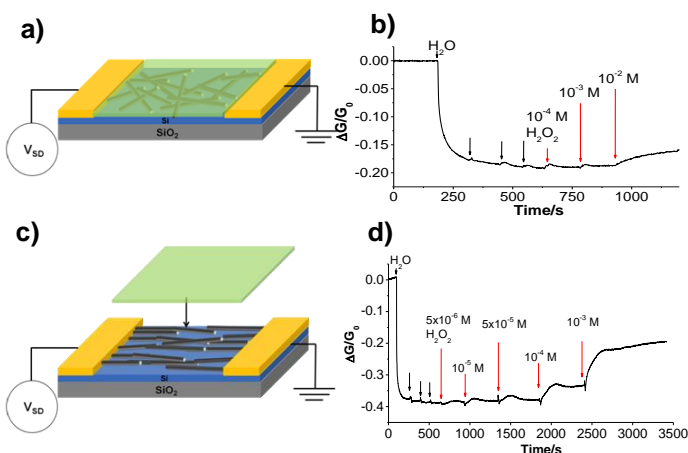 a)
V_SD
Si
SiO₂
b)
ΔG/G₀
0.00
-0.05
-0.10
-0.15
-0.20
H₂O
10⁻⁴ M
H₂O₂
10⁻³ M
10⁻² M
0
250
500
750
1000
Time/s
c)
V_SD
Si
SiO₂
d)
ΔG/G₀
0.0
-0.1
-0.2
-0.3
-0.4
H₂O
5x10⁻⁶ M
H₂O₂
10⁻⁵ M
5x10⁻⁵ M
10⁻⁴ M
10⁻³ M
0
500
1000
1500
2000
2500
3000
3500
Time/s